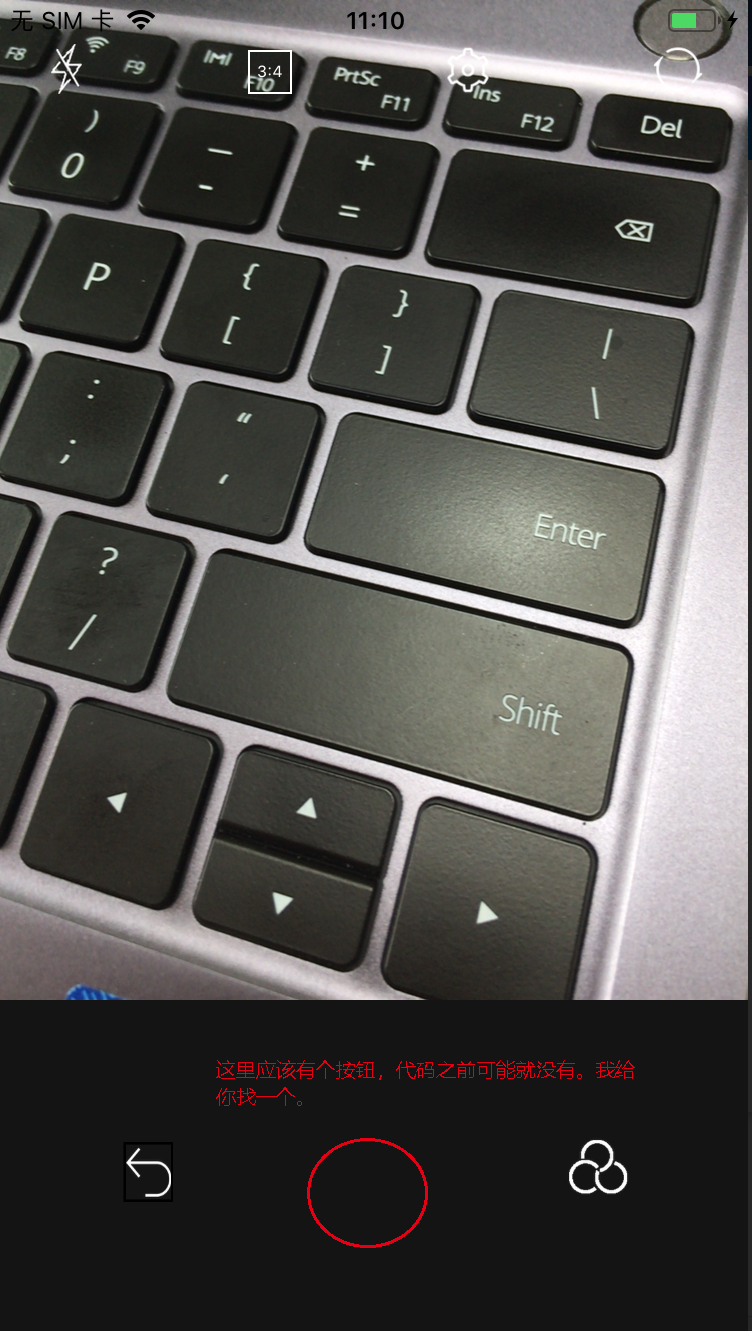 无 SIM 卡
11:10
F8
F9
F10
PrtSc
F11
Ins
F12
Del
3:4
)
0
—
-
+
=
P
{
[
}
]
|
\
:
;
"
'
Enter
?
/
Shift
这里应该有个按钮，代码之前可能就没有。我给
你找一个。